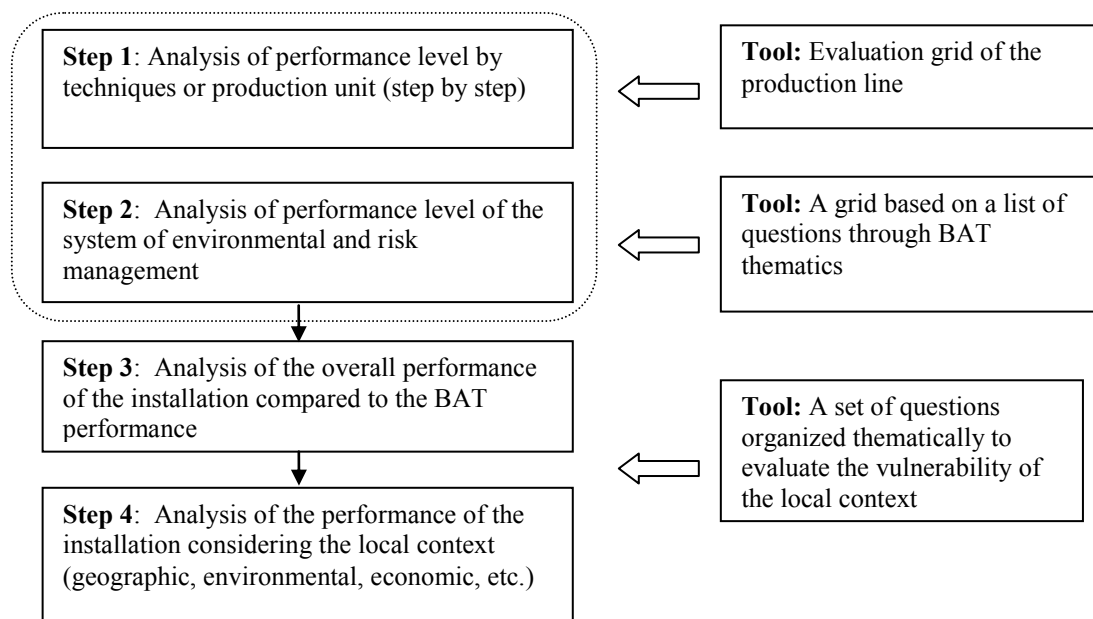 Step 1: Analysis of performance level by
techniques or production unit (step by step)
Tool: Evaluation grid of the
production line
Step 2:  Analysis of performance level of the
system of environmental and risk
management
Tool: A grid based on a list of
questions through BAT
thematics
Step 3:  Analysis of the overall performance
of the installation compared to the BAT
performance
Tool: A set of questions
organized thematically to
evaluate the vulnerability of
the local context
Step 4:  Analysis of the performance of the
installation considering the local context
(geographic, environmental, economic, etc.)